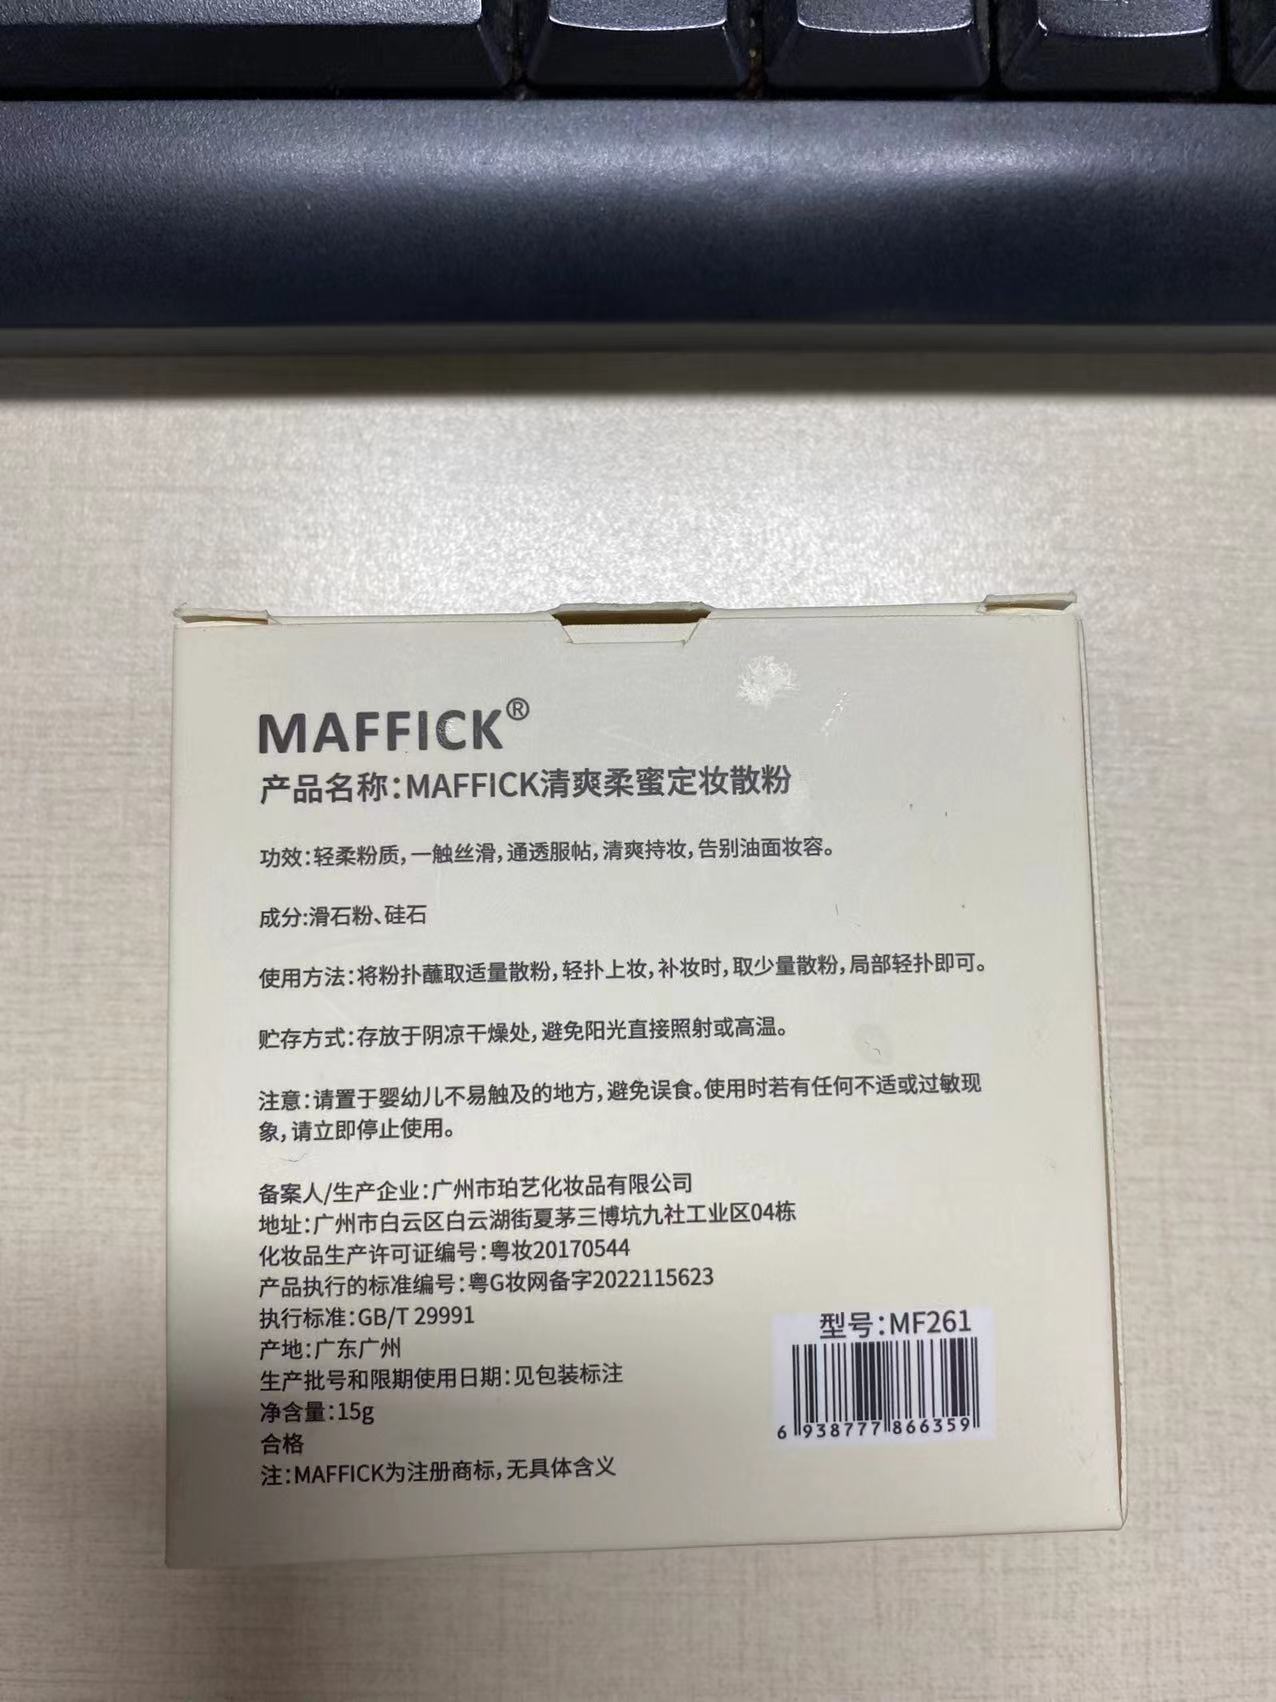 MAFFICK®
产品名称:MAFFICK清爽柔蜜定妆散粉
功效:轻柔粉质,一触丝滑,通透服帖,清爽持妆,告别油面妆容。
成分:滑石粉、硅石
使用方法:将粉扑蘸取适量散粉,轻扑上妆,补妆时,取少量散粉,局部轻扑即可。
贮存方式:存放于阴凉干燥处,避免阳光直接照射或高温。
注意:请置于婴幼儿不易触及的地方,避免误食。使用时若有任何不适或过敏现
象,请立即停止使用。
备案人/生产企业:广州市珀艺化妆品有限公司
地址:广州市白云区白云湖街夏茅三博坑九社工业区04栋
化妆品生产许可证编号:粤妆20170544
产品执行的标准编号:粤G妆网备字2022115623
执行标准:GB/T 29991
产地:广东广州
生产批号和限期使用日期:见包装标注
净含量:15g
合格
注:MAFFICK为注册商标,无具体含义
型号:MF261
6 938777 866359